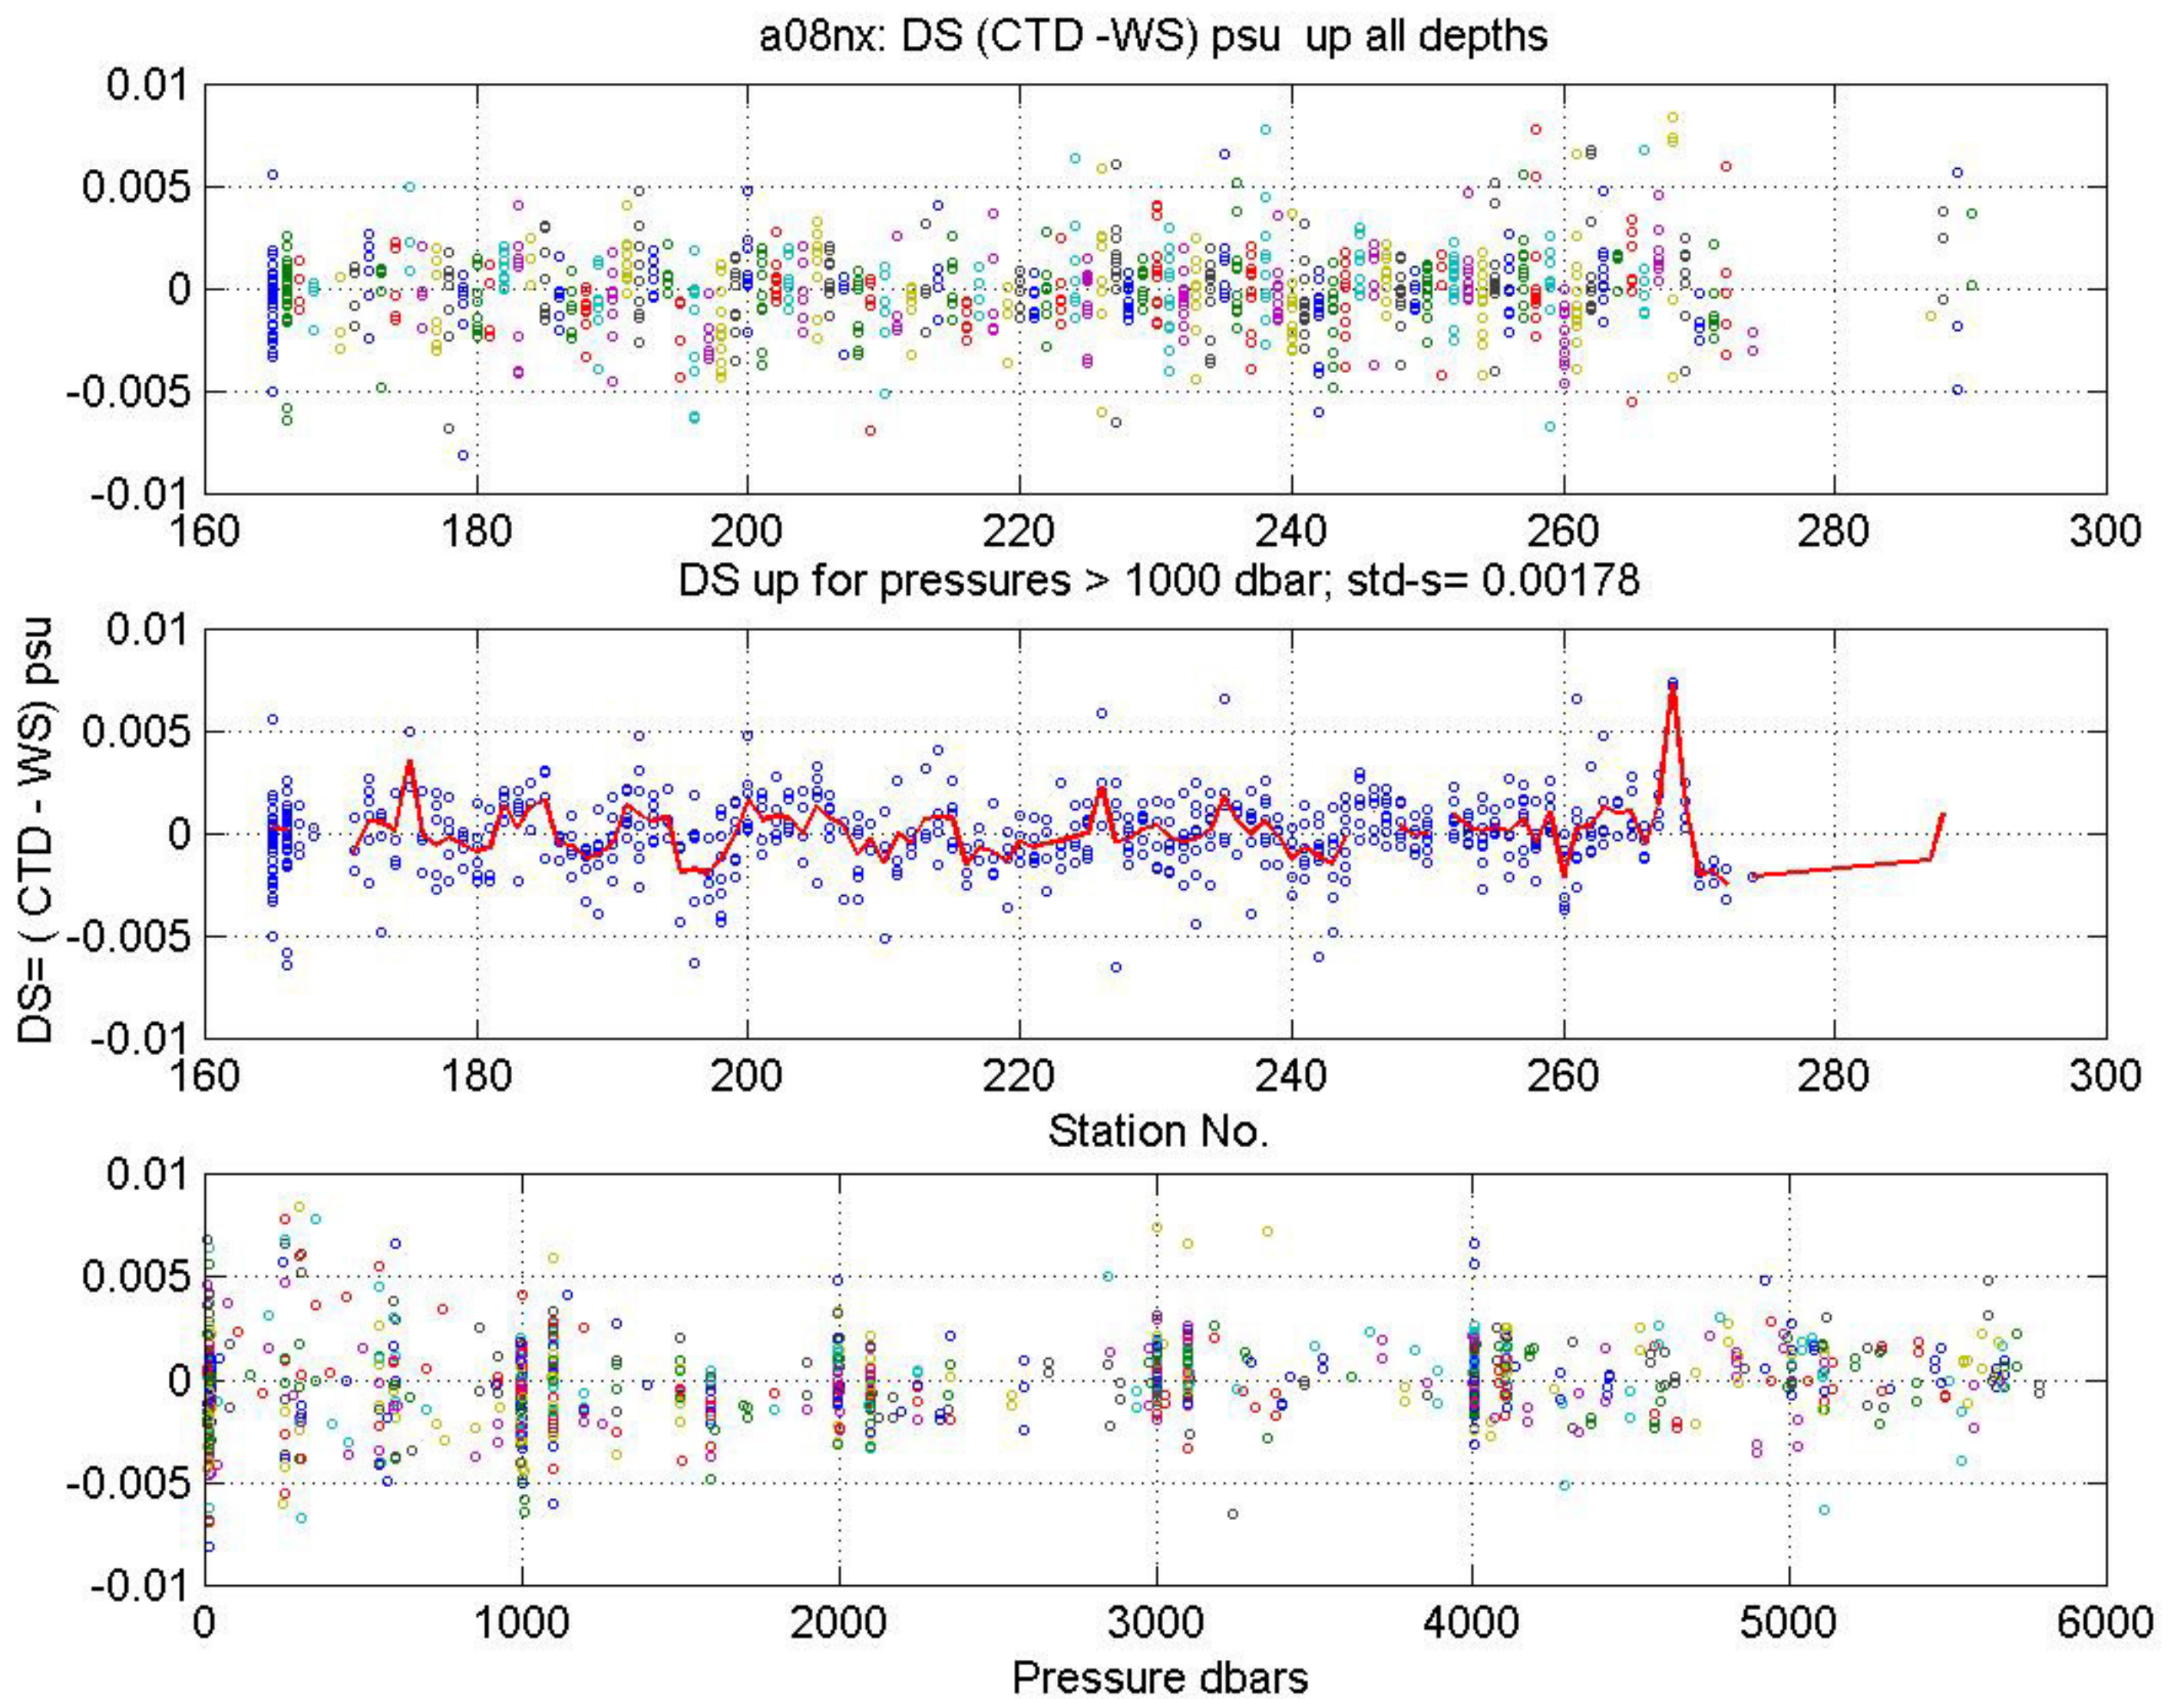 a08nx: DS (CTD -WS) psu up all depths
0.01
0.005
0
-0.005
-0.01
160 180 200 220 240 260 280 300
DS up for pressures > 1000 dbar; std-s= 0.00178
DS= ( CTD - WS) psu
0.01
0.005
0
-0.005
-0.01
160 180 200 220 240 260 280 300
Station No.
0.01
0.005
0
-0.005
-0.01
0 1000 2000 3000 4000 5000 6000
Pressure dbars